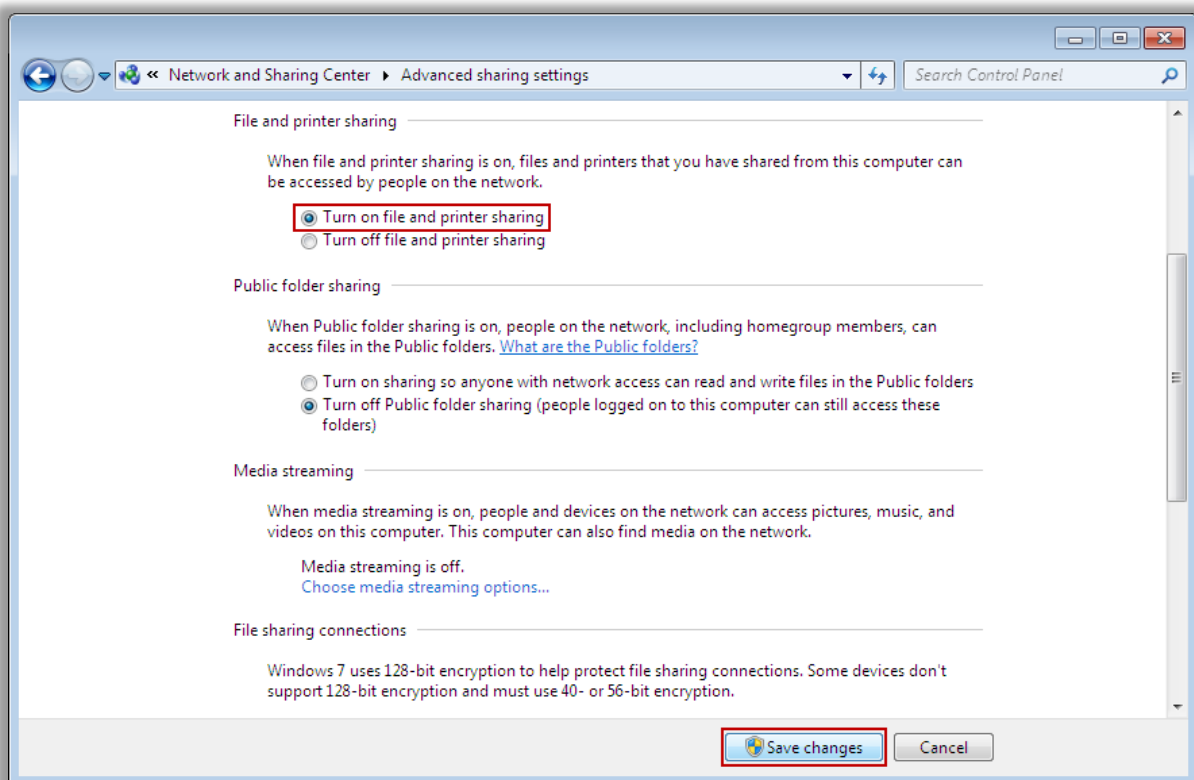 « Network and Sharing Center ▸ Advanced sharing settings
Search Control Panel
File and printer sharing
When file and printer sharing is on, files and printers that you have shared from this computer can
be accessed by people on the network.
Turn on file and printer sharing
Turn off file and printer sharing
Public folder sharing
When Public folder sharing is on, people on the network, including homegroup members, can
access files in the Public folders. What are the Public folders?
Turn on sharing so anyone with network access can read and write files in the Public folders
Turn off Public folder sharing (people logged on to this computer can still access these
folders)
Media streaming
When media streaming is on, people and devices on the network can access pictures, music, and
videos on this computer. This computer can also find media on the network.
Media streaming is off.
Choose media streaming options...
File sharing connections
Windows 7 uses 128-bit encryption to help protect file sharing connections. Some devices don't
support 128-bit encryption and must use 40- or 56-bit encryption.
Save changes
Cancel